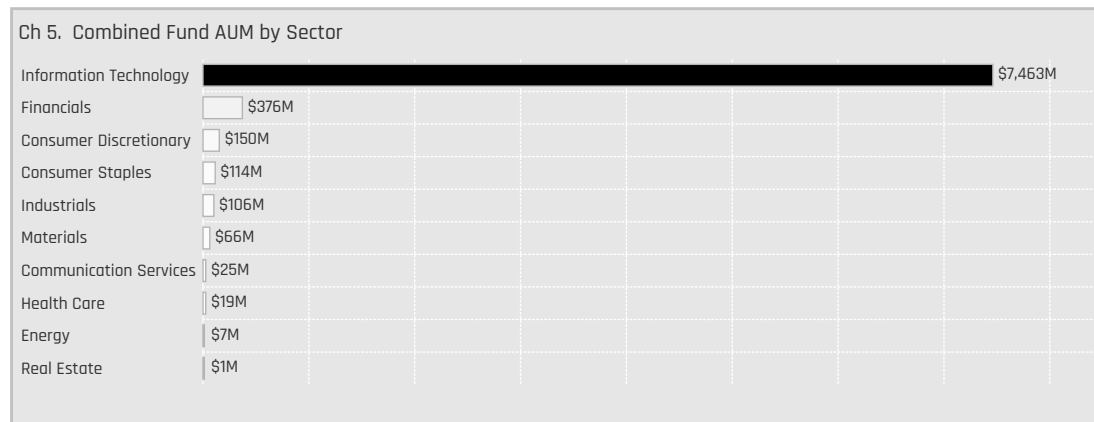 Ch 5.  Combined Fund AUM by Sector
Information Technology $7,463M
Financials $376M
Consumer Discretionary $150M
Consumer Staples $114M
Industrials $106M
Materials $66M
Communication Services $25M
Health Care $19M
Energy $7M
Real Estate $1M